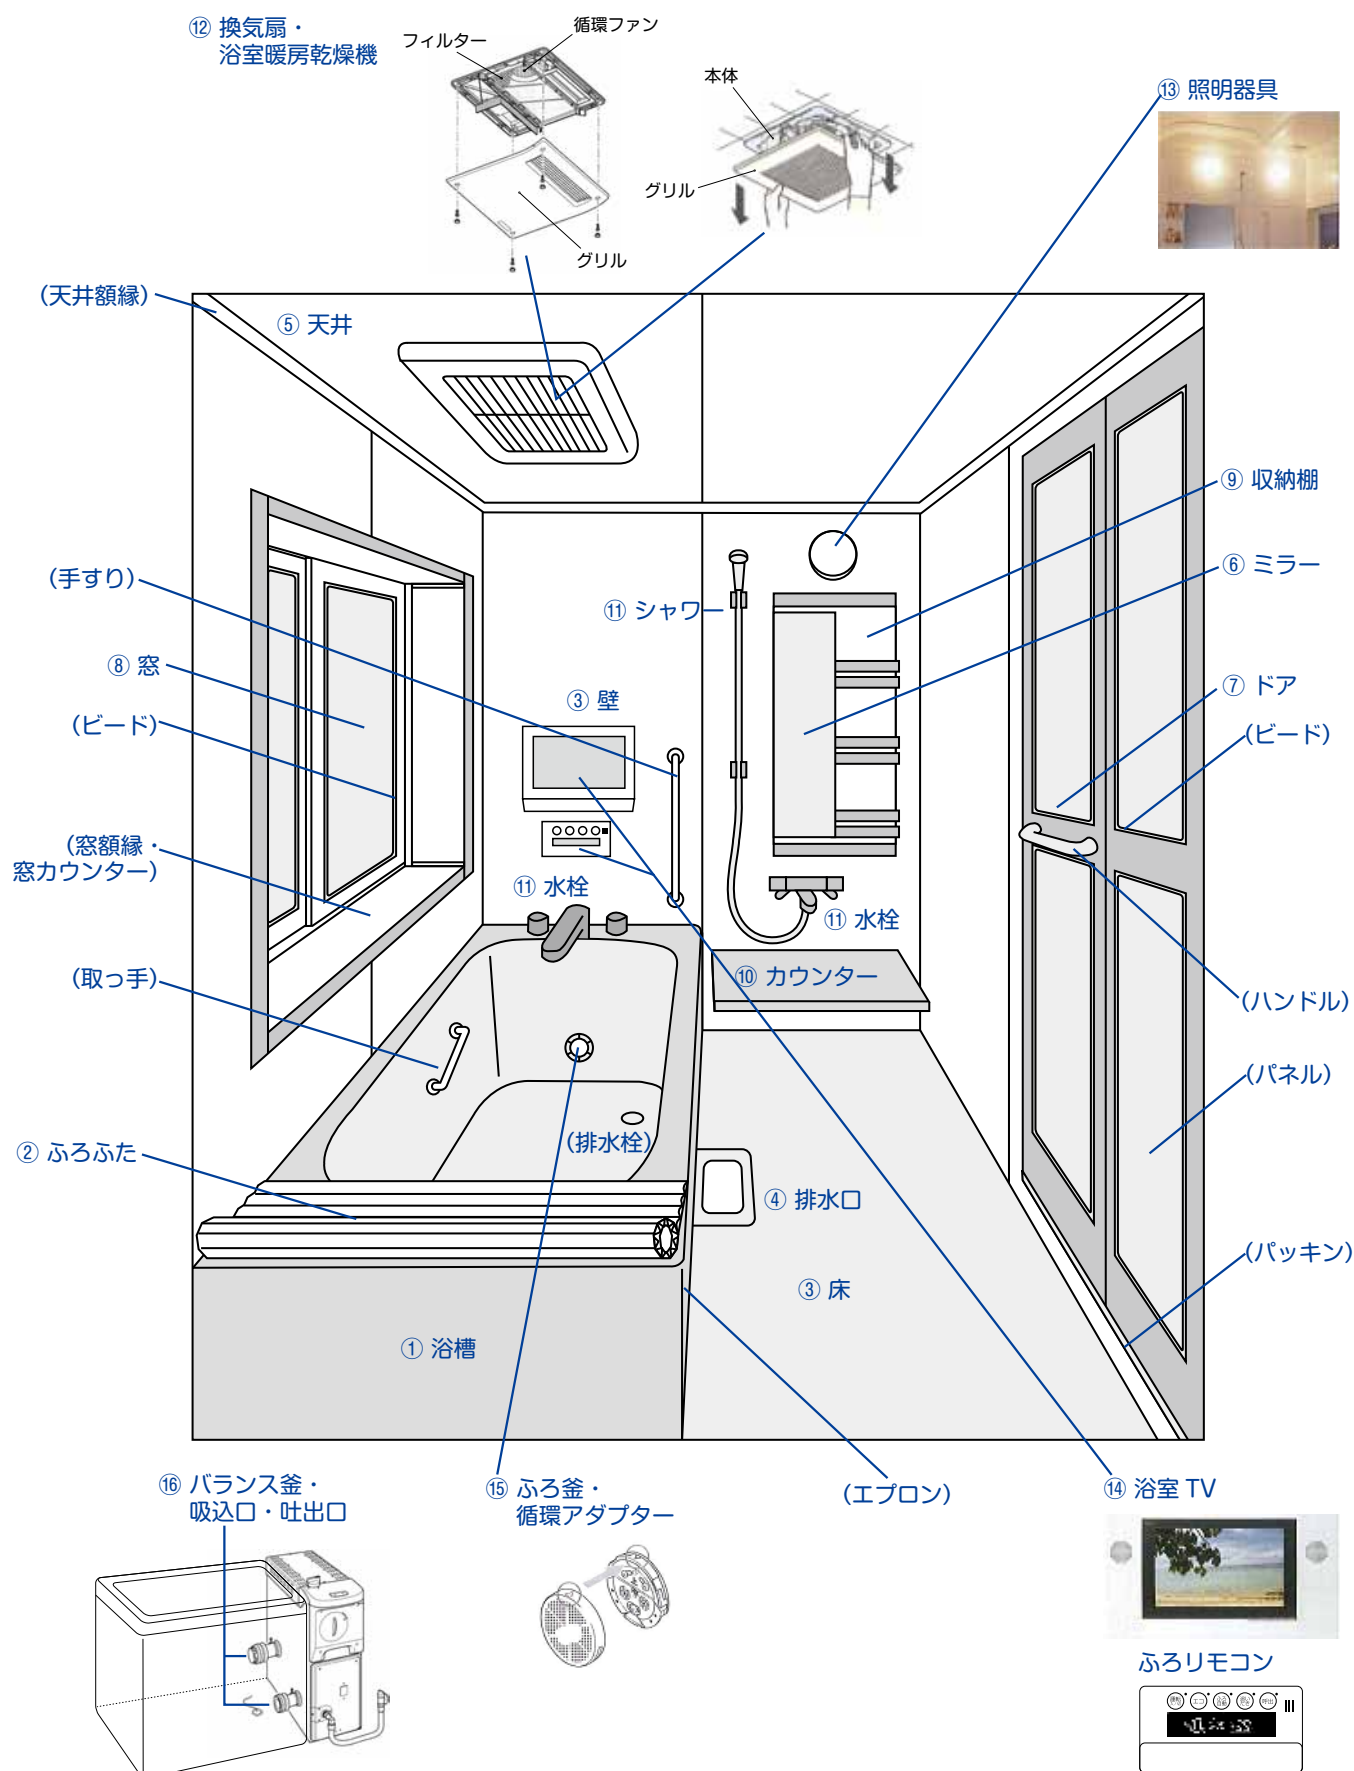 ⑫ 換気扇・
浴室暖房乾燥機
フィルター
循環ファン
グリル
本体
グリル
⑬ 照明器具
(天井額縁)
⑤ 天井
⑨ 収納棚
(手すり)
⑪ シャワー
⑥ ミラー
⑧ 窓
③ 壁
⑦ ドア
(ビード)
(ビード)
(窓額縁・
窓カウンター)
⑪ 水栓
⑪ 水栓
(取っ手)
⑩ カウンター
(ハンドル)
(パネル)
② ふろふた
(排水栓)
④ 排水口
(パッキン)
③ 床
① 浴槽
⑯ バランス釜・
吸込口・吐出口
⑮ ふろ釜・
循環アダプター
(エプロン)
⑭ 浴室 TV
ふろリモコン
エコ
呼出